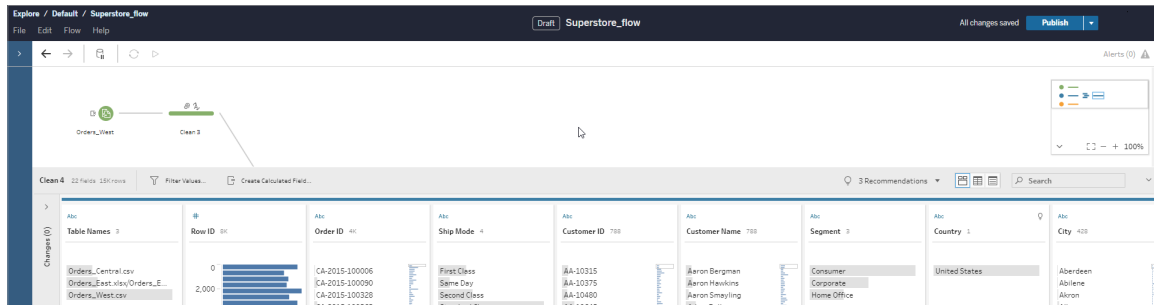 Explore / Default / Superstore_flow
Draft Superstore_flow
All changes saved Publish
File Edit Flow Help
Alerts (0)
Orders_West
Clean 3
100%
Clean 4 22 fields 15K rows Filter Values... Create Calculated Field... 3 Recommendations Search
Changes (0)
Abc # Abc Abc Abc Abc Abc Abc Abc
Table Names 3 Row ID 8K Order ID 4K Ship Mode 4 Customer ID 788 Customer Name 788 Segment 3 Country 1 City 428
Orders_Central.csv 0 CA-2015-100006 First Class AA-10315 Aaron Bergman Consumer United States Aberdeen
Orders_East.xlsx/Orders_E... 2,000 CA-2015-100090 Same Day AA-10375 Aaron Hawkins Corporate Abilene
Orders_West.csv CA-2015-100328 Second Class AA-10480 Aaron Smayling Home Office Akron